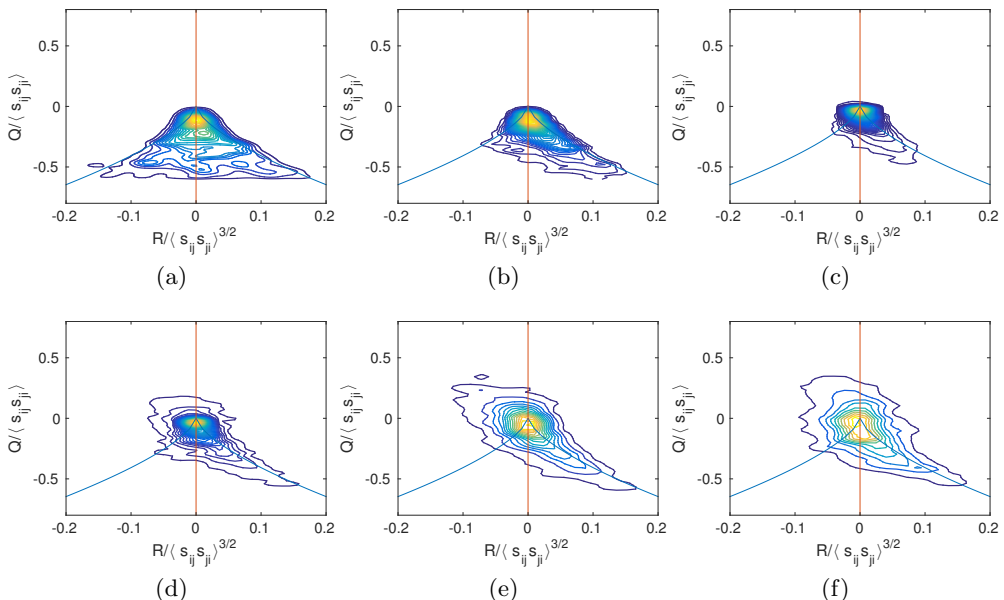 0.5
0
-0.5
-0.2 -0.1 0 0.1 0.2
Q/⟨ s_ij s_ji⟩
R/⟨ s_ij s_ji⟩^3/2
(a)
0.5
0
-0.5
-0.2 -0.1 0 0.1 0.2
Q/⟨ s_ij s_ji⟩
R/⟨ s_ij s_ji⟩^3/2
(b)
0.5
0
-0.5
-0.2 -0.1 0 0.1 0.2
Q/⟨ s_ij s_ji⟩
R/⟨ s_ij s_ji⟩^3/2
(c)
0.5
0
-0.5
-0.2 -0.1 0 0.1 0.2
Q/⟨ s_ij s_ji⟩
R/⟨ s_ij s_ji⟩^3/2
(d)
0.5
0
-0.5
-0.2 -0.1 0 0.1 0.2
Q/⟨ s_ij s_ji⟩
R/⟨ s_ij s_ji⟩^3/2
(e)
0.5
0
-0.5
-0.2 -0.1 0 0.1 0.2
Q/⟨ s_ij s_ji⟩
R/⟨ s_ij s_ji⟩^3/2
(f)